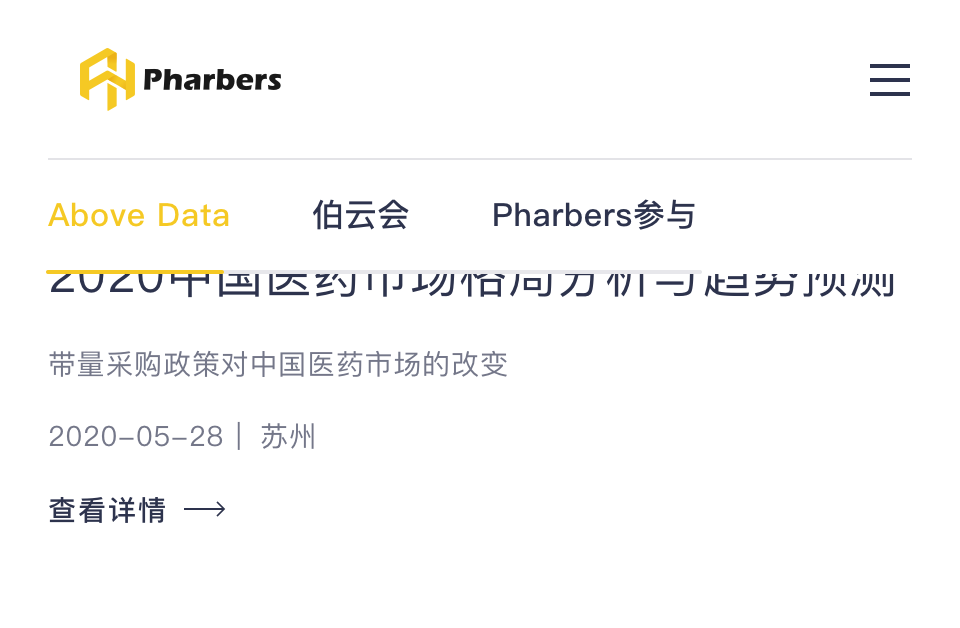 Pharbers
Above Data 伯云会 Pharbers参与
2020中国医药市场格局分析与趋势预测
带量采购政策对中国医药市场的改变
2020-05-28 | 苏州
查看详情